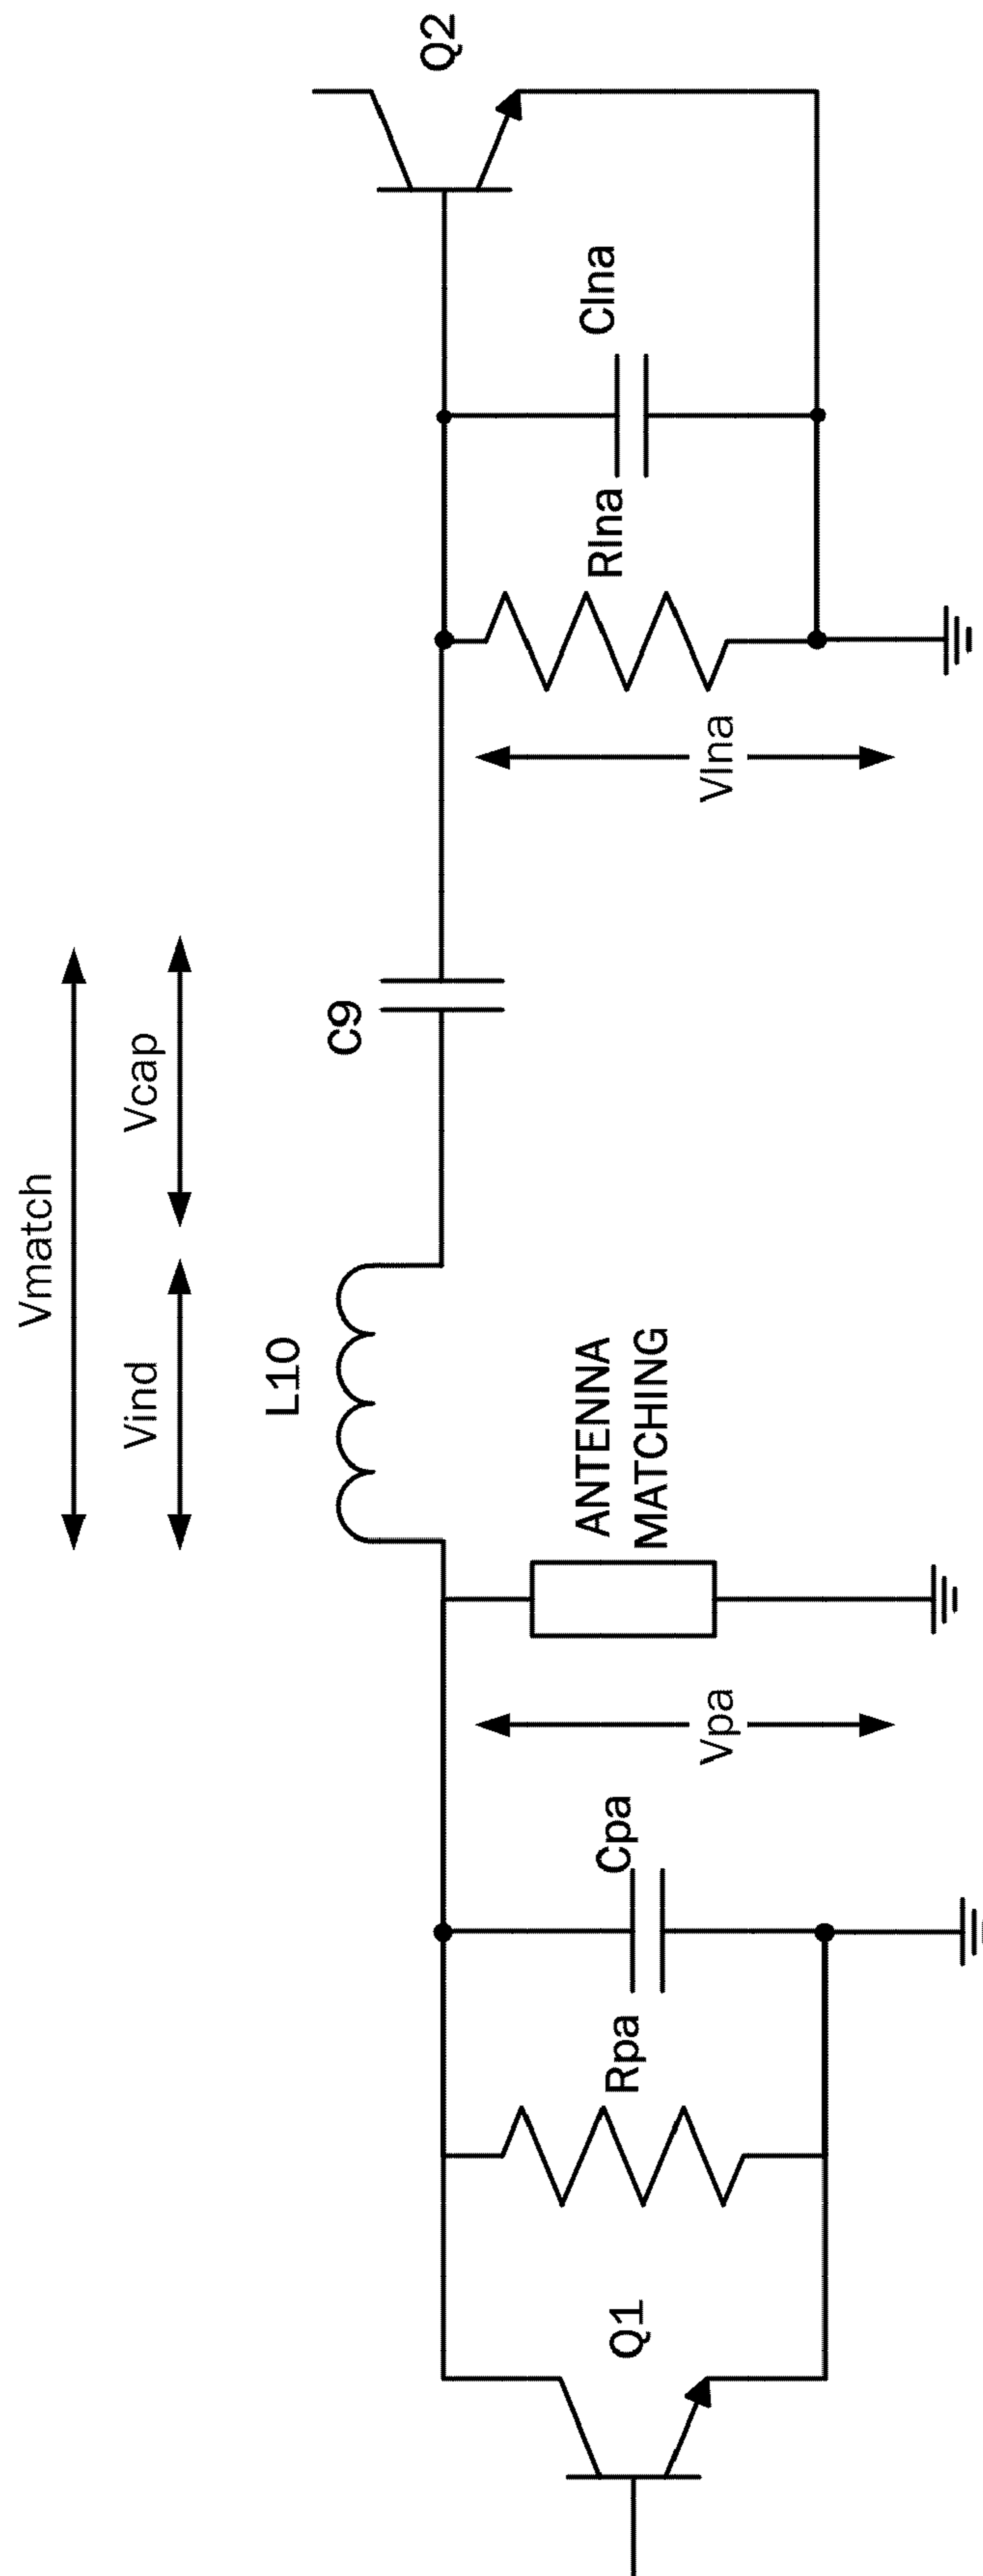 Vmatch
Vind
Vcap
L10
C9
Q2
Q1
Rpa
Cpa
Vpa
ANTENNA
MATCHING
Vlna
Rlna
Clna